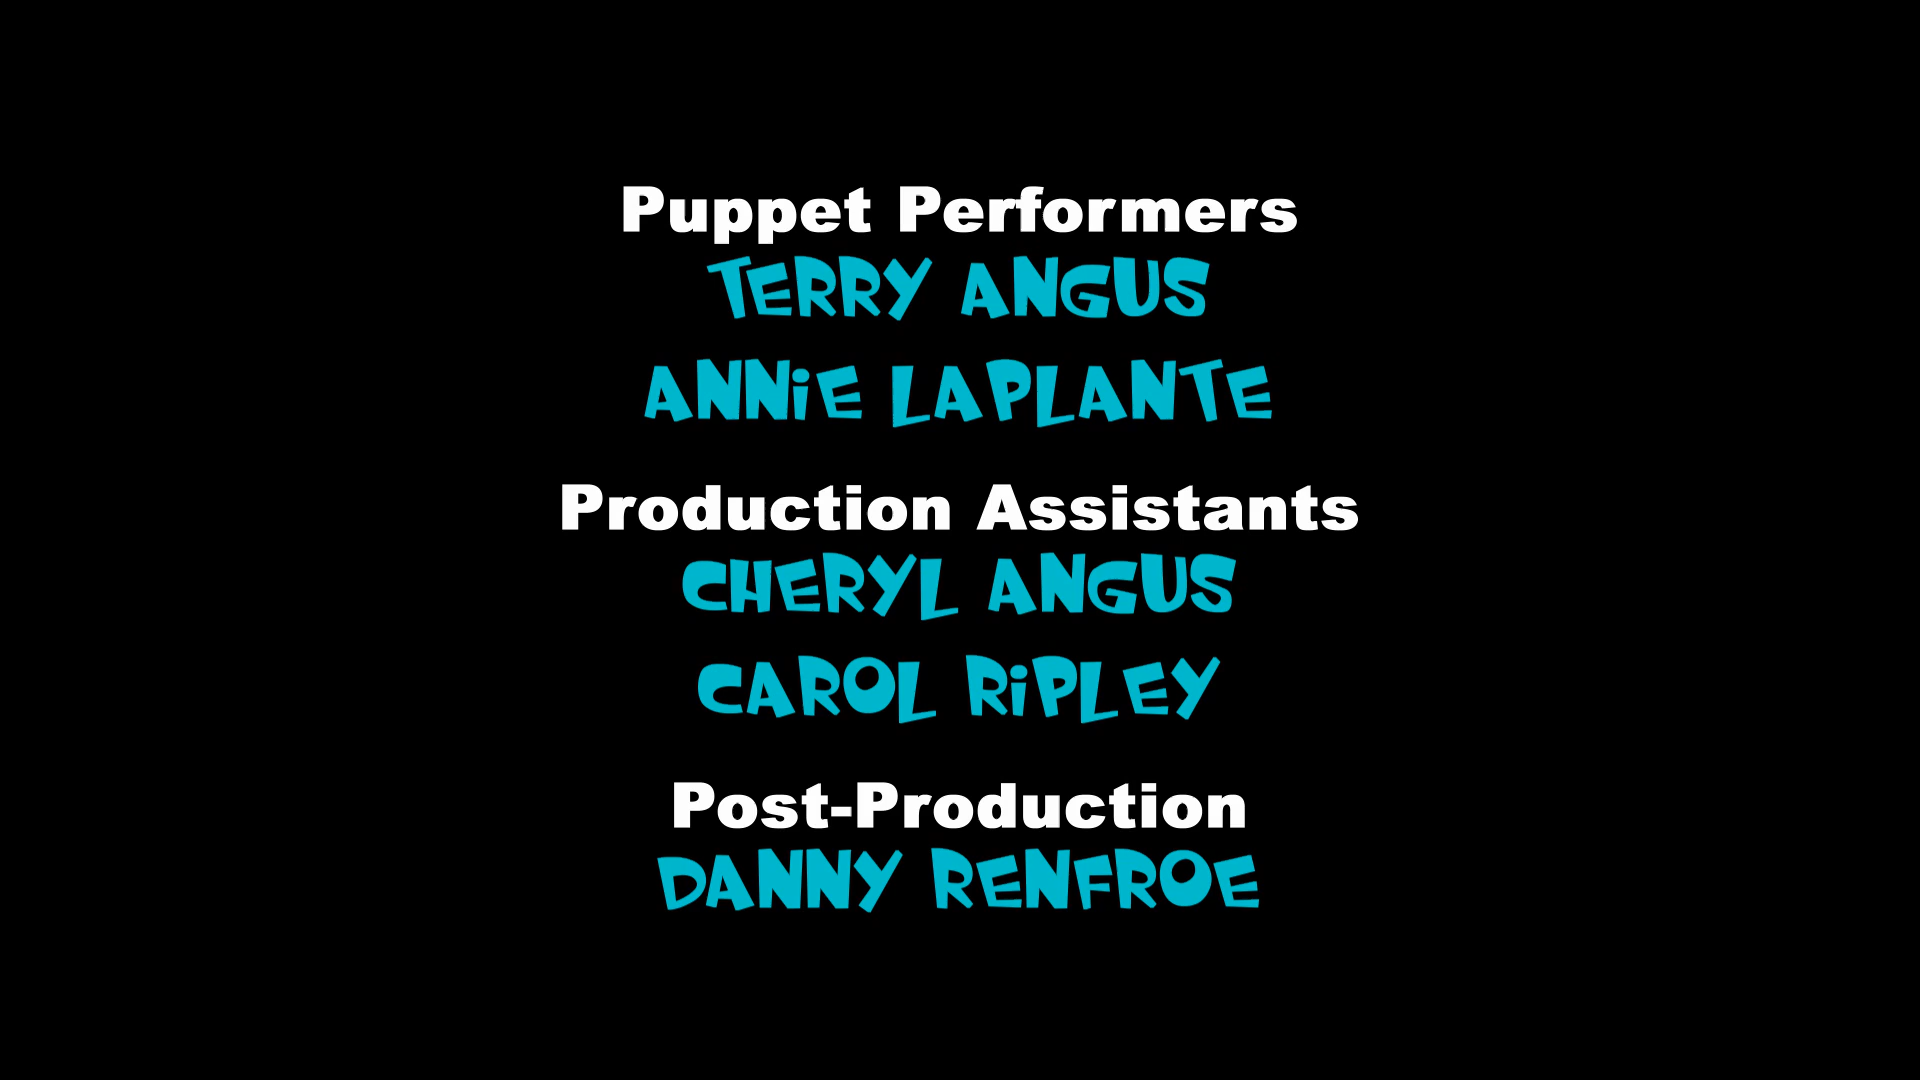 Puppet Performers
TERRY ANGUS
ANNiE LAPLANTE
Production Assistants
CHERYL ANGUS
CAROL RiPLEY
Post-Production
DANNY RENFROE